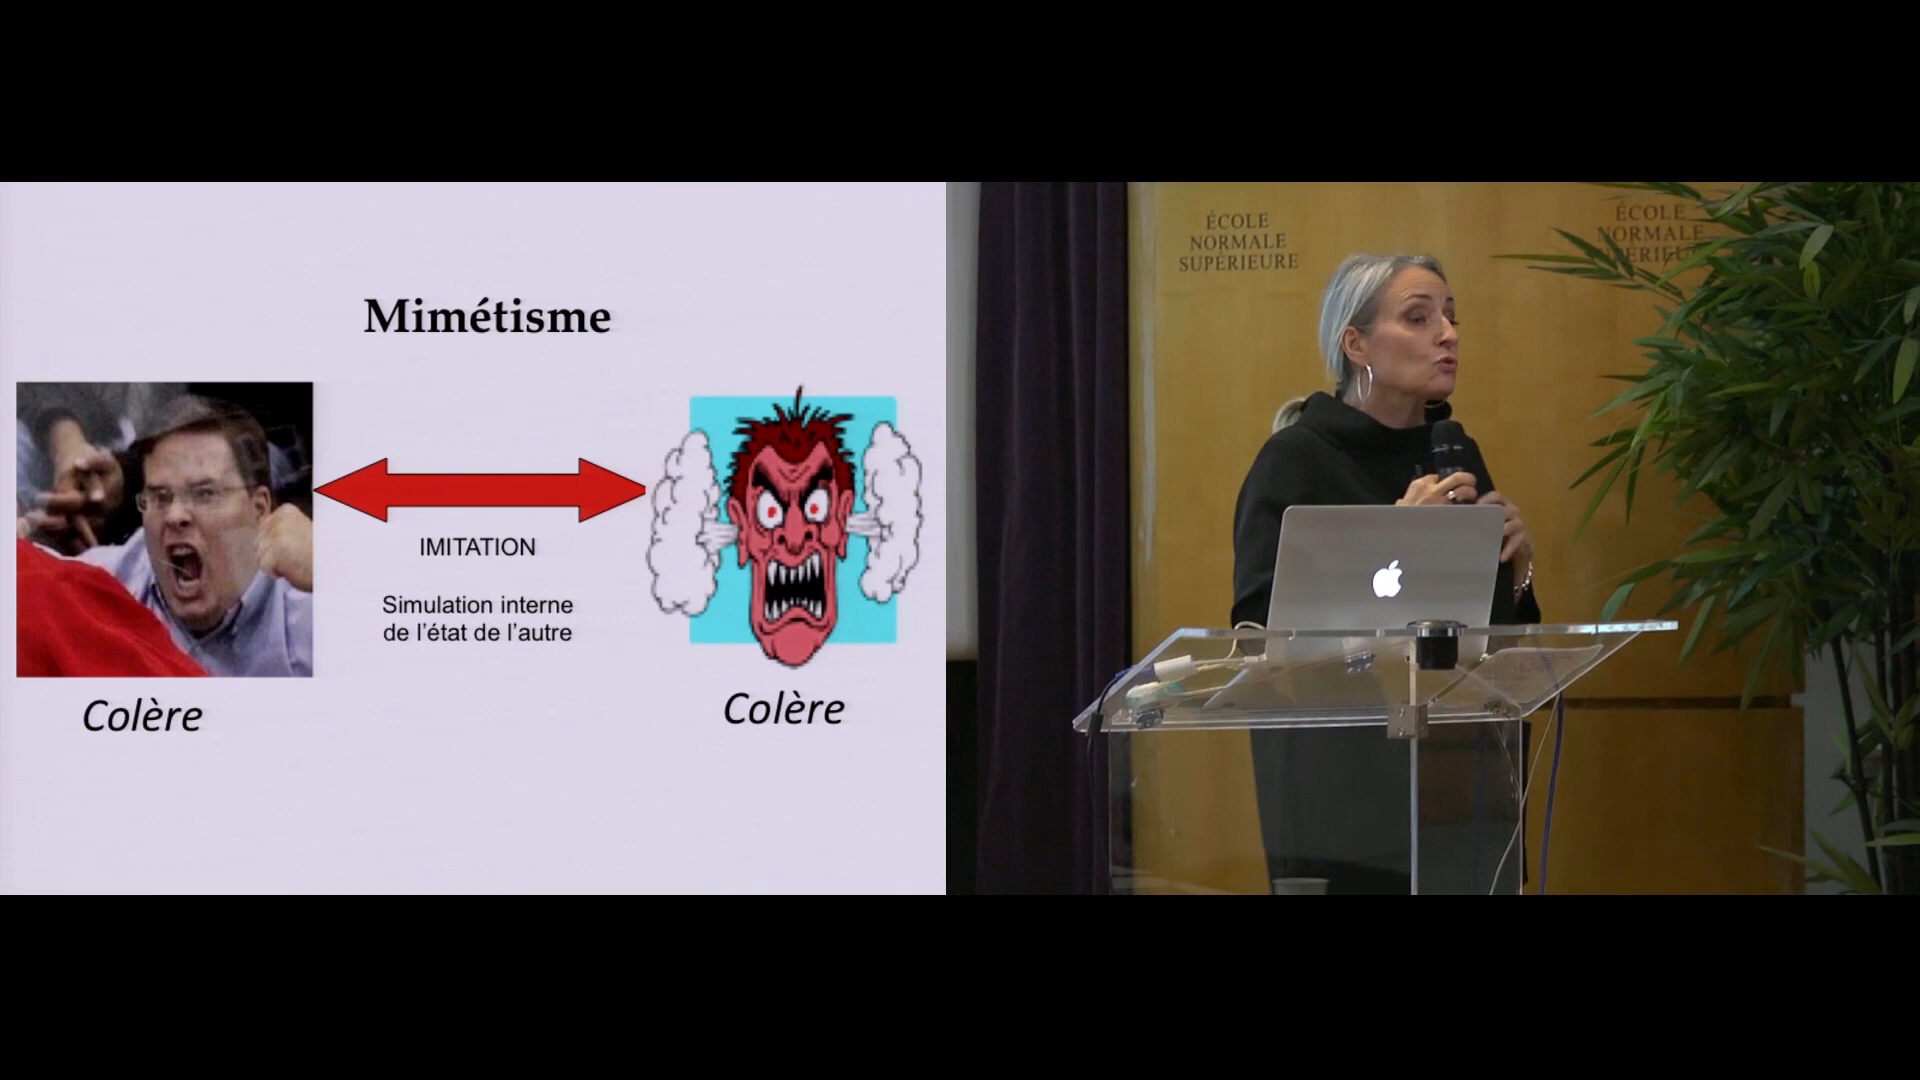 Mimétisme
IMITATION
Simulation interne
de l'état de l'autre
Colère
Colère
ÉCOLE
NORMALE
SUPÉRIEURE
ÉCOLE
NORMALE